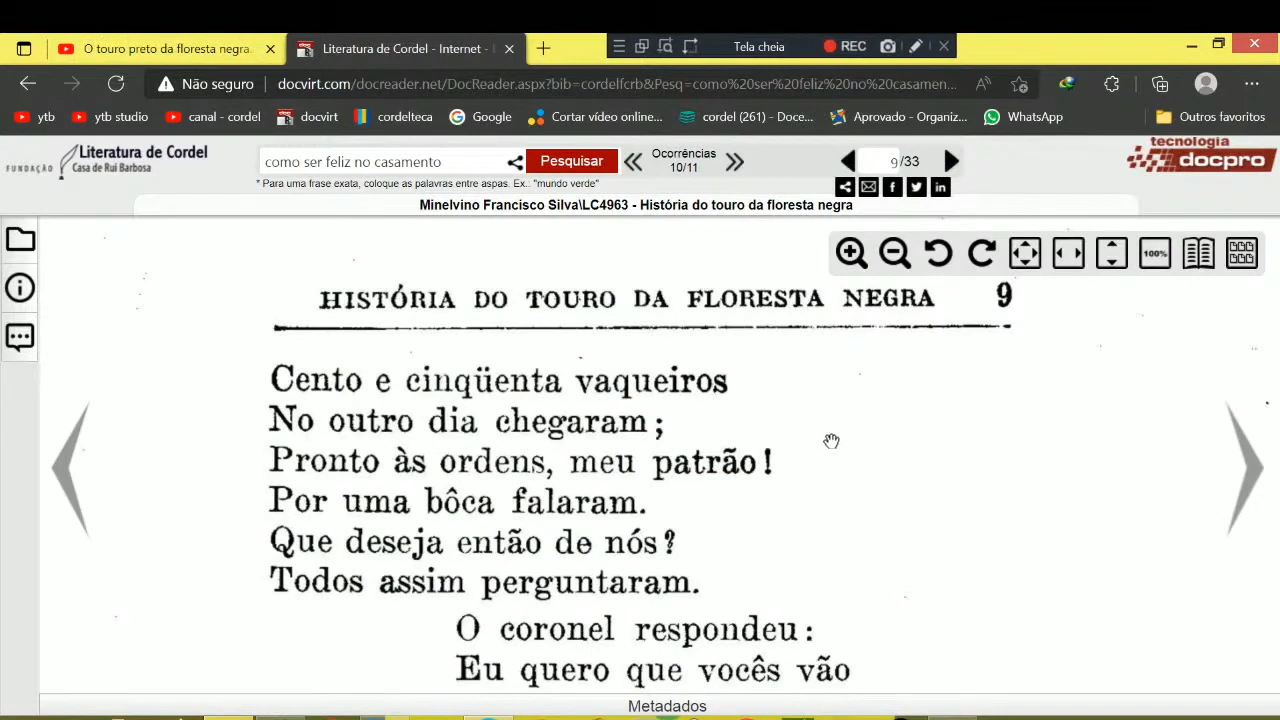 O touro preto da floresta negra
Literatura de Cordel - Internet -
Tela cheia
REC
Não seguro
docvirt.com/docreader.net/DocReader.aspx?bib=cordelfcrb&Pesq=como%20ser%20feliz%20no%20casamen...
ytb
ytb studio
canal - cordel
docvirt
cordelteca
Google
Cortar vídeo online...
cordel (261) - Doce...
Aprovado - Organiz...
WhatsApp
Outros favoritos
FUNDAÇÃO
Literatura de Cordel
Casa de Rui Barbosa
como ser feliz no casamento
Pesquisar
Ocorrências
10/11
9 /33
tecnologia
docpro
* Para uma frase exata, coloque as palavras entre aspas. Ex.: "mundo verde"
Minelvino Francisco Silva\LC4963 - História do touro da floresta negra
100%
HISTÓRIA DO TOURO DA FLORESTA NEGRA 9
Cento e cinqüenta vaqueiros
No outro dia chegaram;
Pronto às ordens, meu patrão!
Por uma bôca falaram.
Que deseja então de nós?
Todos assim perguntaram.
O coronel respondeu:
Eu quero que vocês vão
Metadados